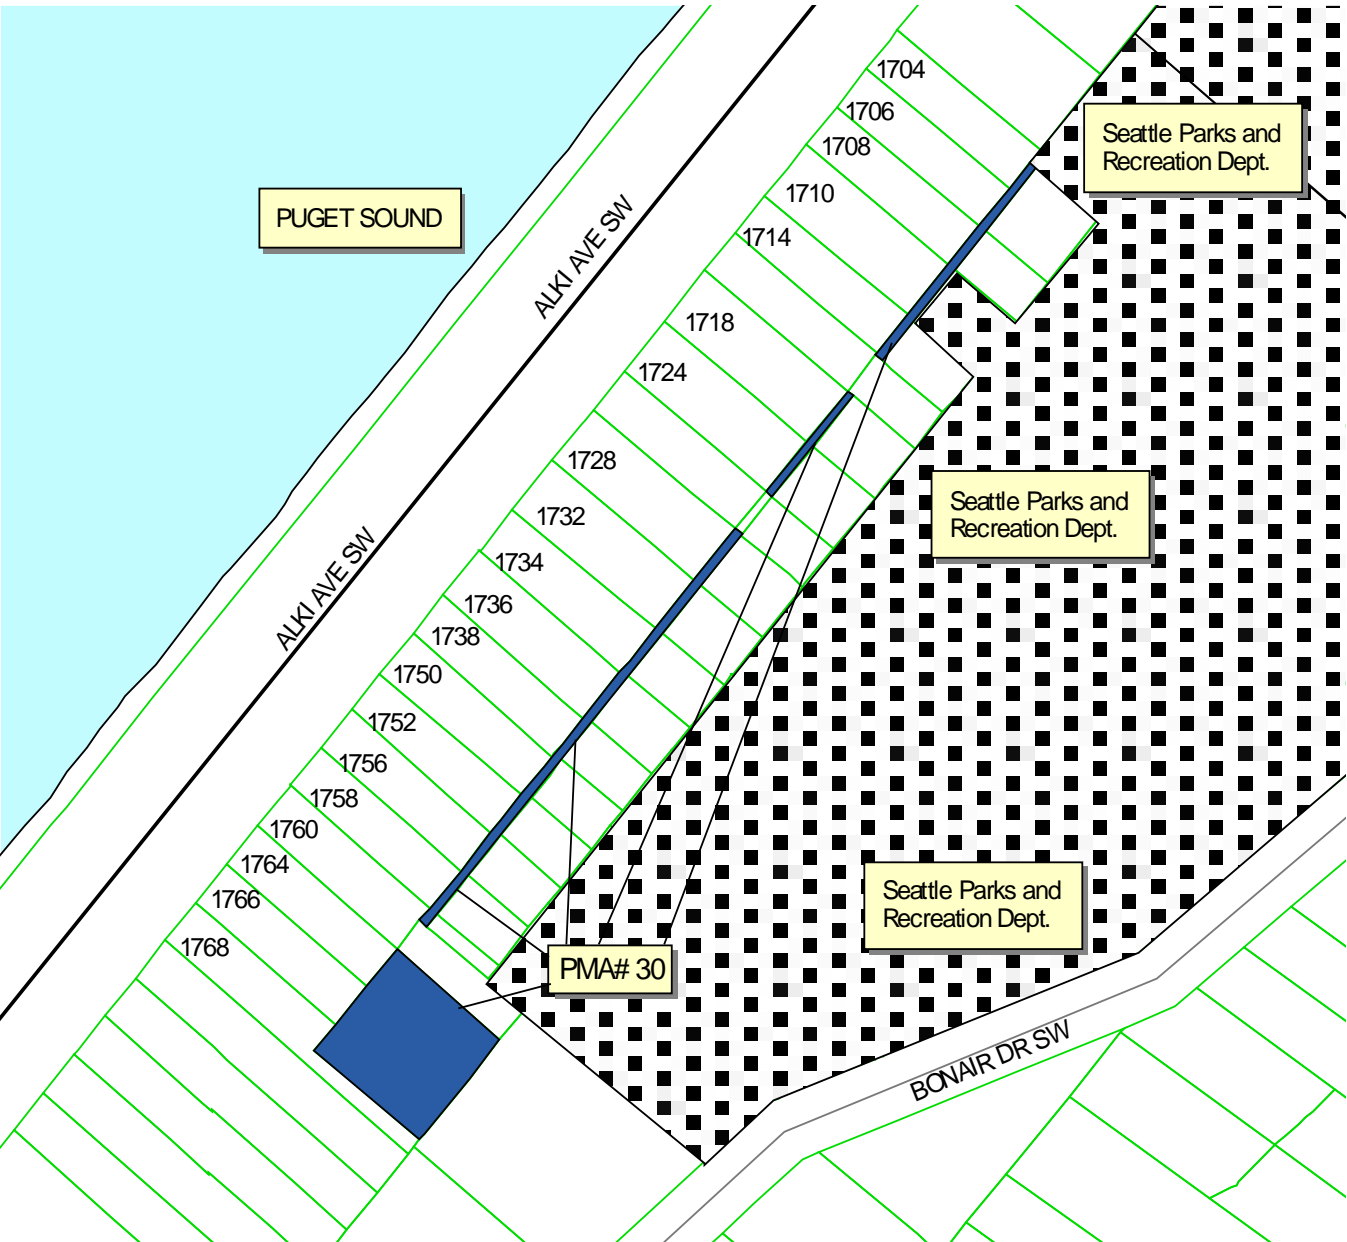 1704
Seattle Parks and
Recreation Dept.
1706
1708
1710
PUGET SOUND
ALKI AVE SW
1714
1718
1724
1728
Seattle Parks and
Recreation Dept.
1732
ALKI AVE SW
1734
1736
1738
1750
1752
1756
1758
1760
1764
Seattle Parks and
Recreation Dept.
1766
1768
PMA# 30
BONAIR DR SW